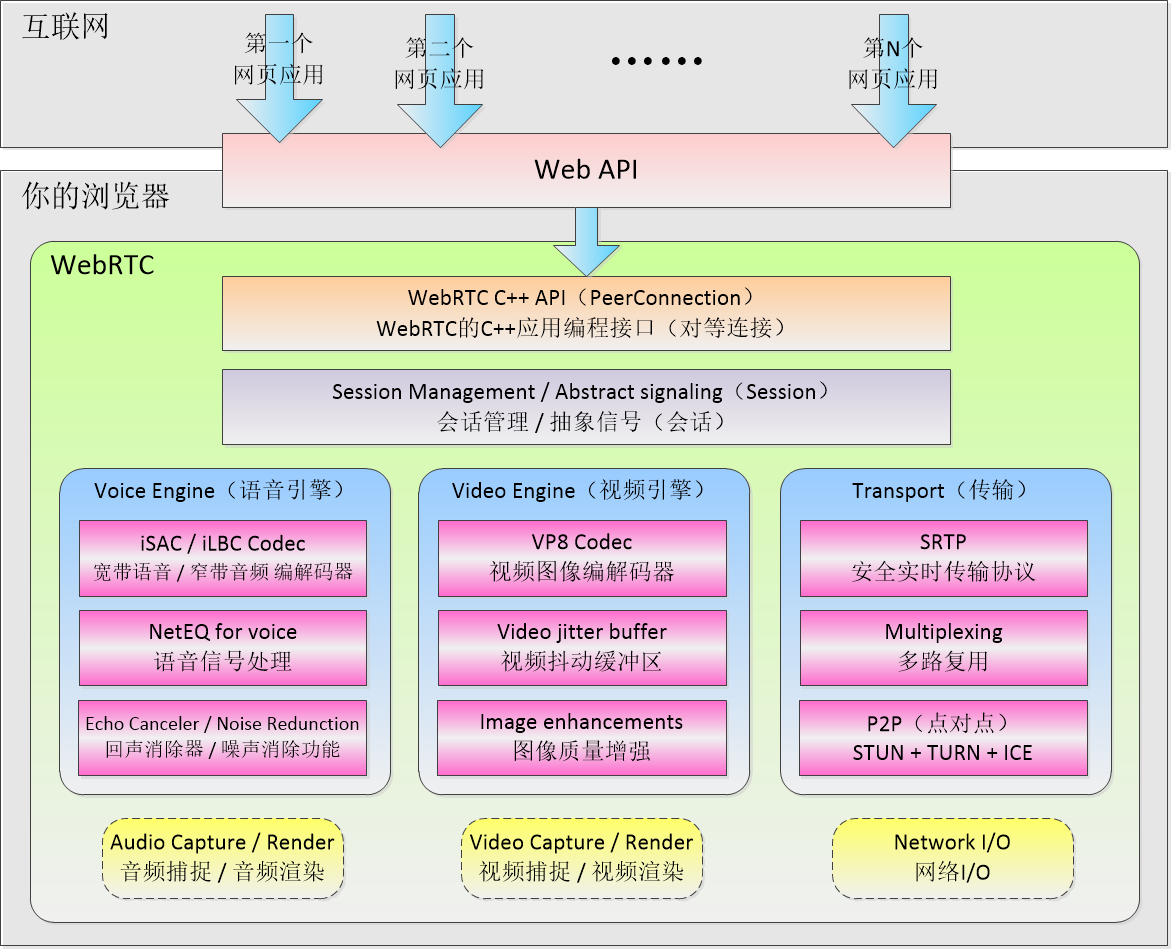 互联网
第一个
网页应用
第二个
网页应用
······
第N个
网页应用
Web API
你的浏览器
WebRTC
WebRTC C++ API（PeerConnection）
WebRTC的C++应用编程接口（对等连接）
Session Management / Abstract signaling（Session）
会话管理 / 抽象信号（会话）
Voice Engine（语音引擎）
iSAC / iLBC Codec
宽带语音 / 窄带音频 编解码器
NetEQ for voice
语音信号处理
Echo Canceler / Noise Redunction
回声消除器 / 噪声消除功能
Video Engine（视频引擎）
VP8 Codec
视频图像编解码器
Video jitter buffer
视频抖动缓冲区
Image enhancements
图像质量增强
Transport（传输）
SRTP
安全实时传输协议
Multiplexing
多路复用
P2P（点对点）
STUN + TURN + ICE
Audio Capture / Render
音频捕捉 / 音频渲染
Video Capture / Render
视频捕捉 / 视频渲染
Network I/O
网络I/O